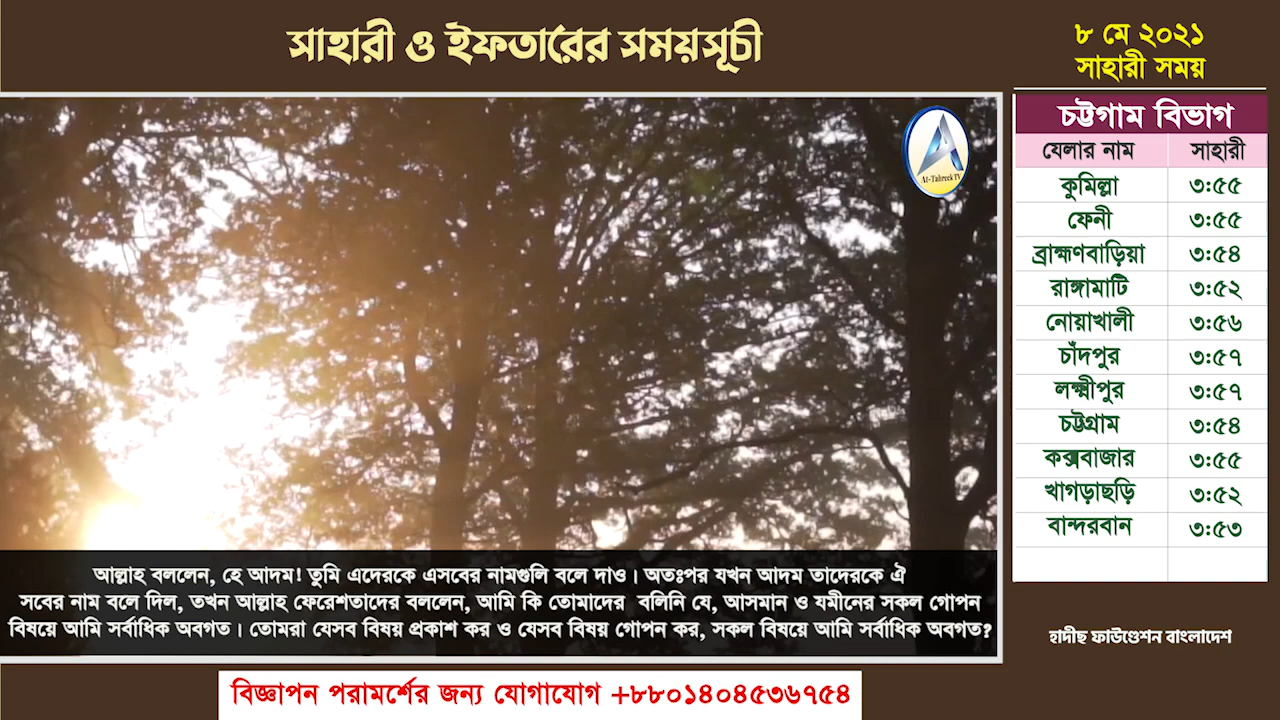 সাহারী ও ইফতারের সময়সূচী
৮ মে ২০২১
সাহারী সময়
চট্টগাম বিভাগ
যেলার নাম সাহারী
কুমিল্লা ৩:৫৫
ফেনী ৩:৫৫
ব্রাহ্মণবাড়িয়া ৩:৫৪
রাঙ্গামাটি ৩:৫২
নোয়াখালী ৩:৫৬
চাঁদপুর ৩:৫৭
লক্ষ্মীপুর ৩:৫৭
চট্টগ্রাম ৩:৫৪
কক্সবাজার ৩:৫৫
খাগড়াছড়ি ৩:৫২
বান্দরবান ৩:৫৩
At-Tahreek TV
আল্লাহ বললেন, হে আদম! তুমি এদেরকে এসবের নামগুলি বলে দাও। অতঃপর যখন আদম তাদেরকে ঐ
সবের নাম বলে দিল, তখন আল্লাহ ফেরেশতাদের বললেন, আমি কি তোমাদের বলিনি যে, আসমান ও যমীনের সকল গোপন
বিষয়ে আমি সর্বাধিক অবগত। তোমরা যেসব বিষয় প্রকাশ কর ও যেসব বিষয় গোপন কর, সকল বিষয়ে আমি সর্বাধিক অবগত?
হাদীছ ফাউণ্ডেশন বাংলাদেশ
বিজ্ঞাপন পরামর্শের জন্য যোগাযোগ +৮৮০১৪০৪৫৩৬৭৫৪